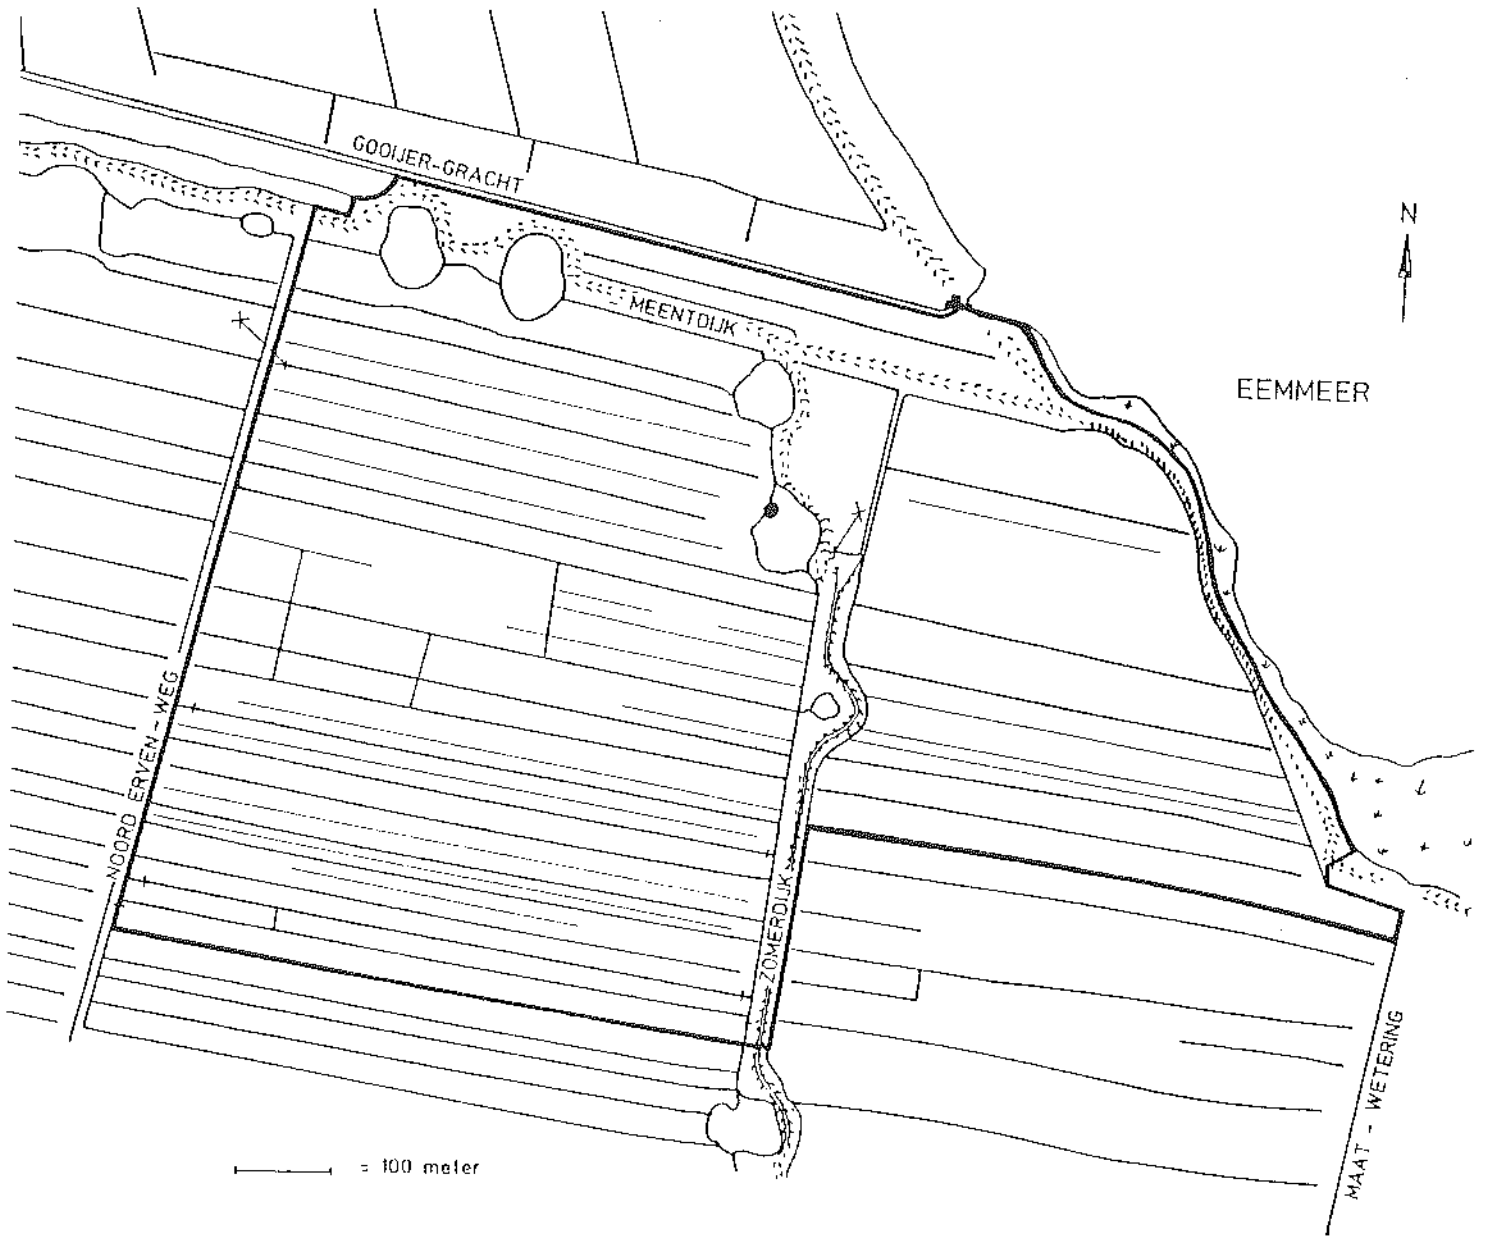 GOOIJER-GRACHT
N
MEENTDIJK
EEMMEER
NOORD ERVEN - WEG
ZOMERDIJK
MAAT - WETERING
= 100 meter